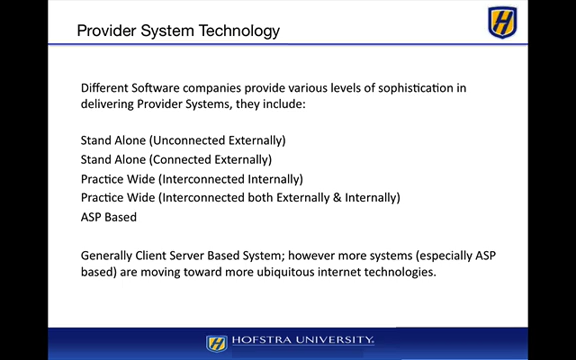 Provider System Technology
Different Software companies provide various levels of sophistication in
delivering Provider Systems, they include:
Stand Alone (Unconnected Externally)
Stand Alone (Connected Externally)
Practice Wide (Interconnected Internally)
Practice Wide (Interconnected both Externally & Internally)
ASP Based
Generally Client Server Based System; however more systems (especially ASP
based) are moving toward more ubiquitous internet technologies.
HOFSTRA UNIVERSITY